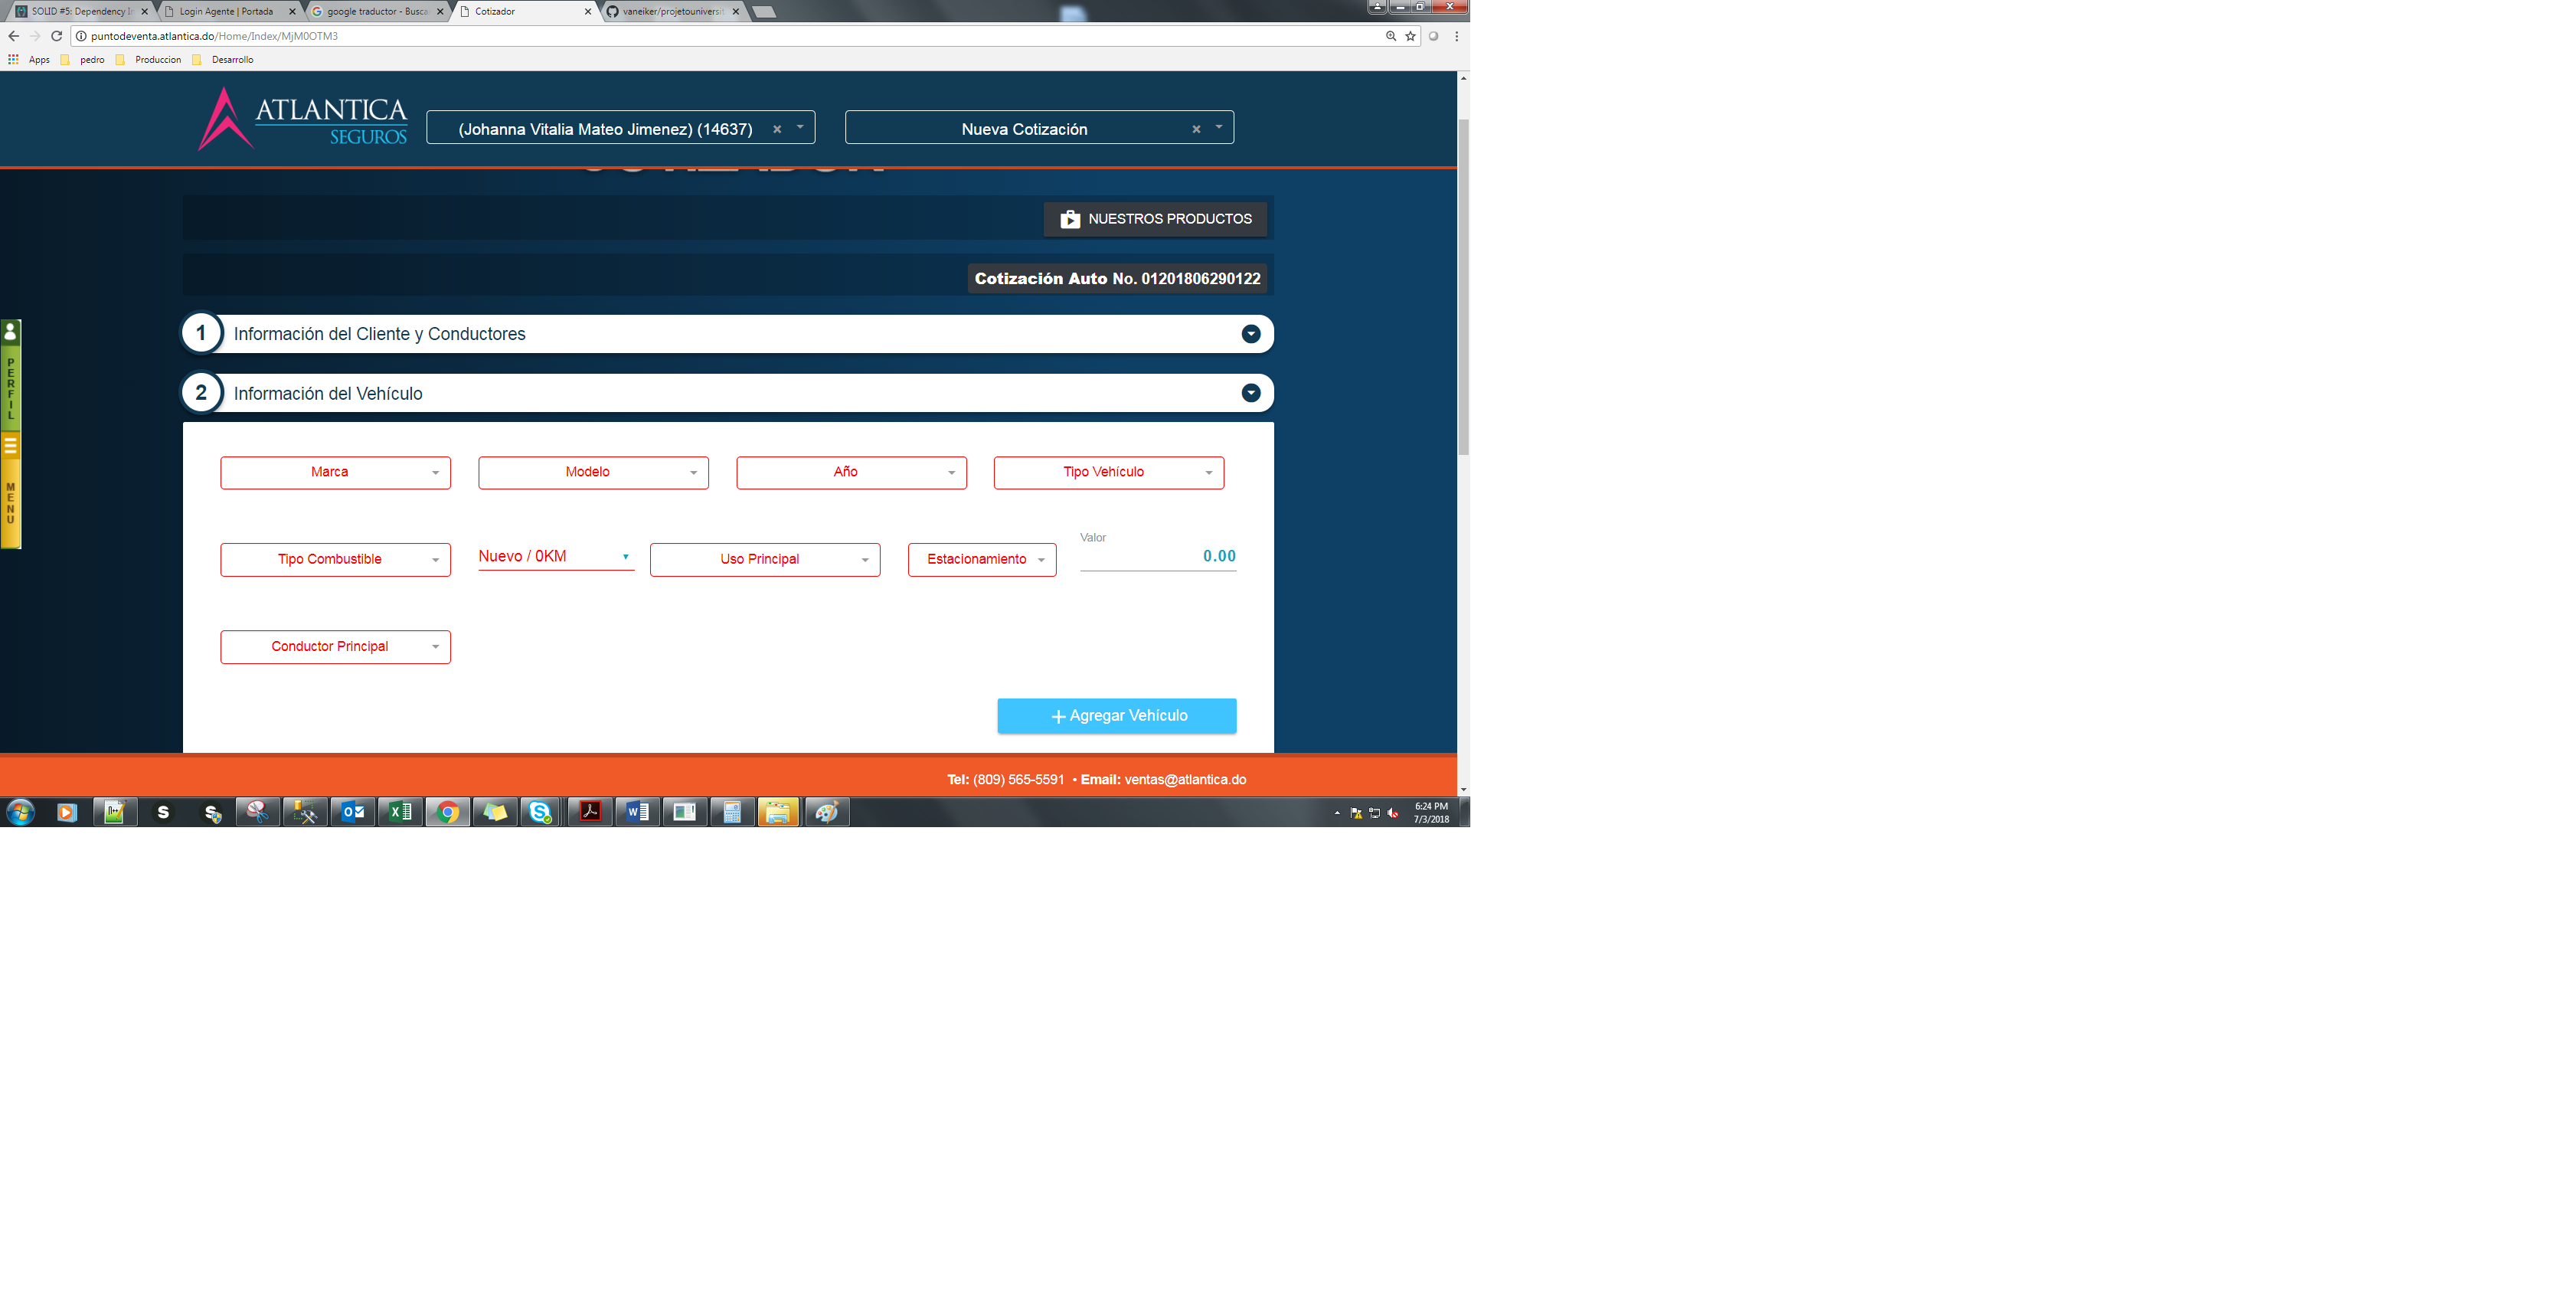 SOLID #5: Dependency I
Login Agente | Portada
google traductor - Busca
Cotizador
vaneiker/projetouniversit
puntodeventa.atlantica.do/Home/Index/MjM0OTM3
Apps
pedro
Produccion
Desarrollo
ATLANTICA
SEGUROS
(Johanna Vitalia Mateo Jimenez) (14637)
Nueva Cotización
NUESTROS PRODUCTOS
Cotización Auto No. 01201806290122
1 Información del Cliente y Conductores
2 Información del Vehículo
PERFIL
MENU
Marca
Modelo
Año
Tipo Vehículo
Tipo Combustible
Nuevo / 0KM
Uso Principal
Estacionamiento
Valor
0.00
Conductor Principal
+ Agregar Vehículo
Tel: (809) 565-5591 • Email: ventas@atlantica.do
6:24 PM
7/3/2018